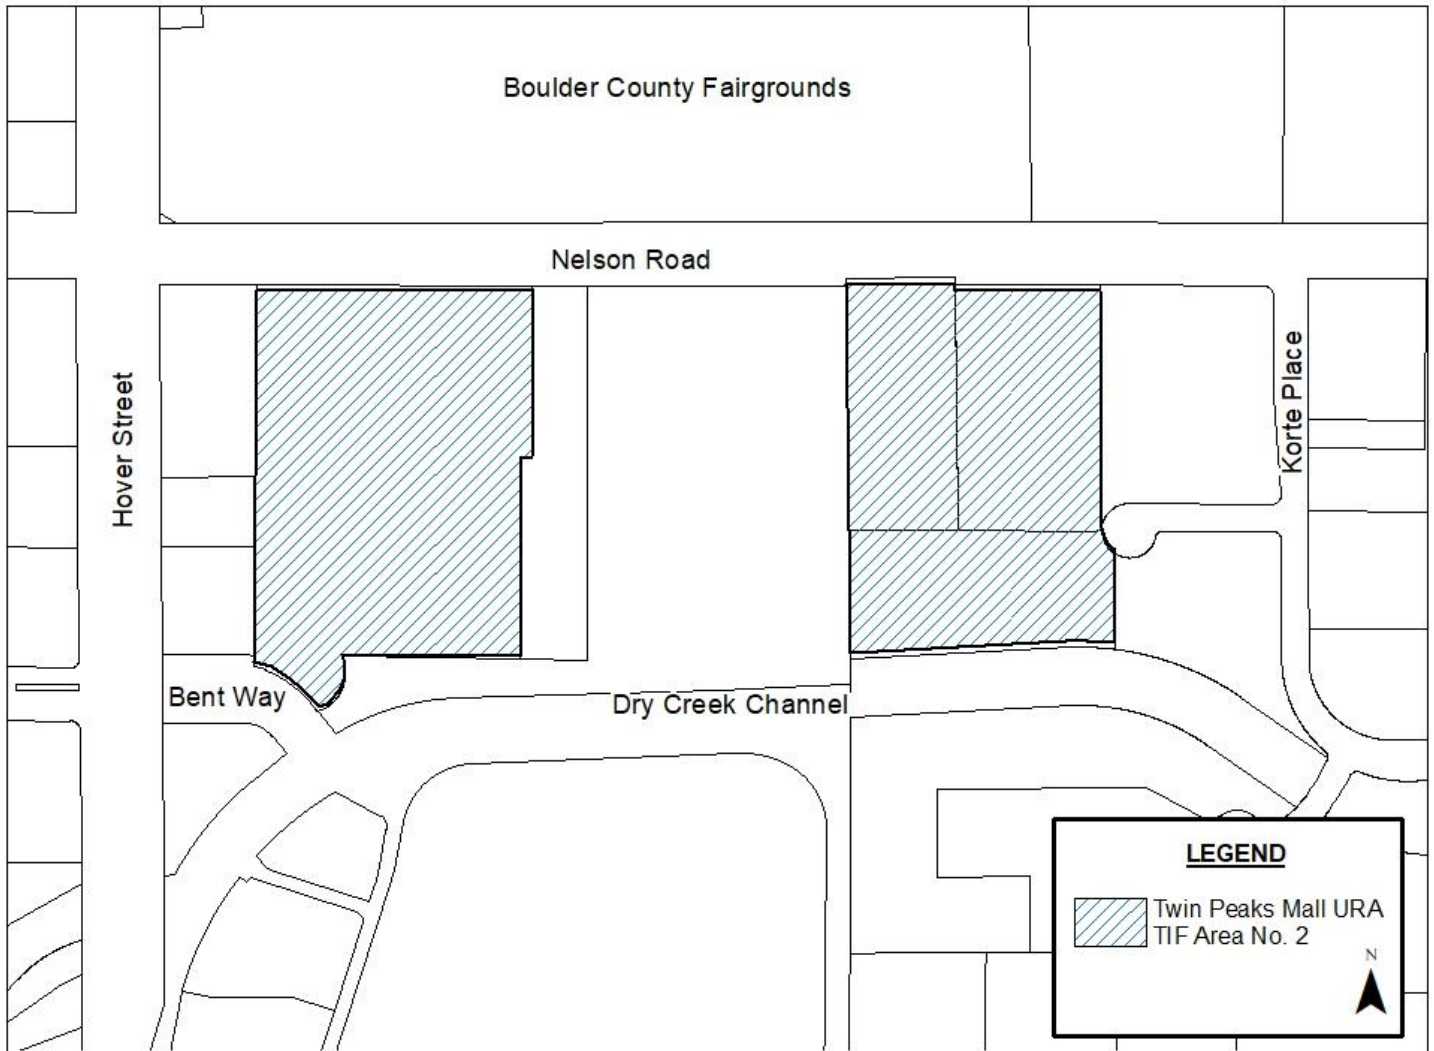 Boulder County Fairgrounds
Nelson Road
Hover Street
Korte Place
Bent Way
Dry Creek Channel
LEGEND
Twin Peaks Mall URA
TIF Area No. 2
N